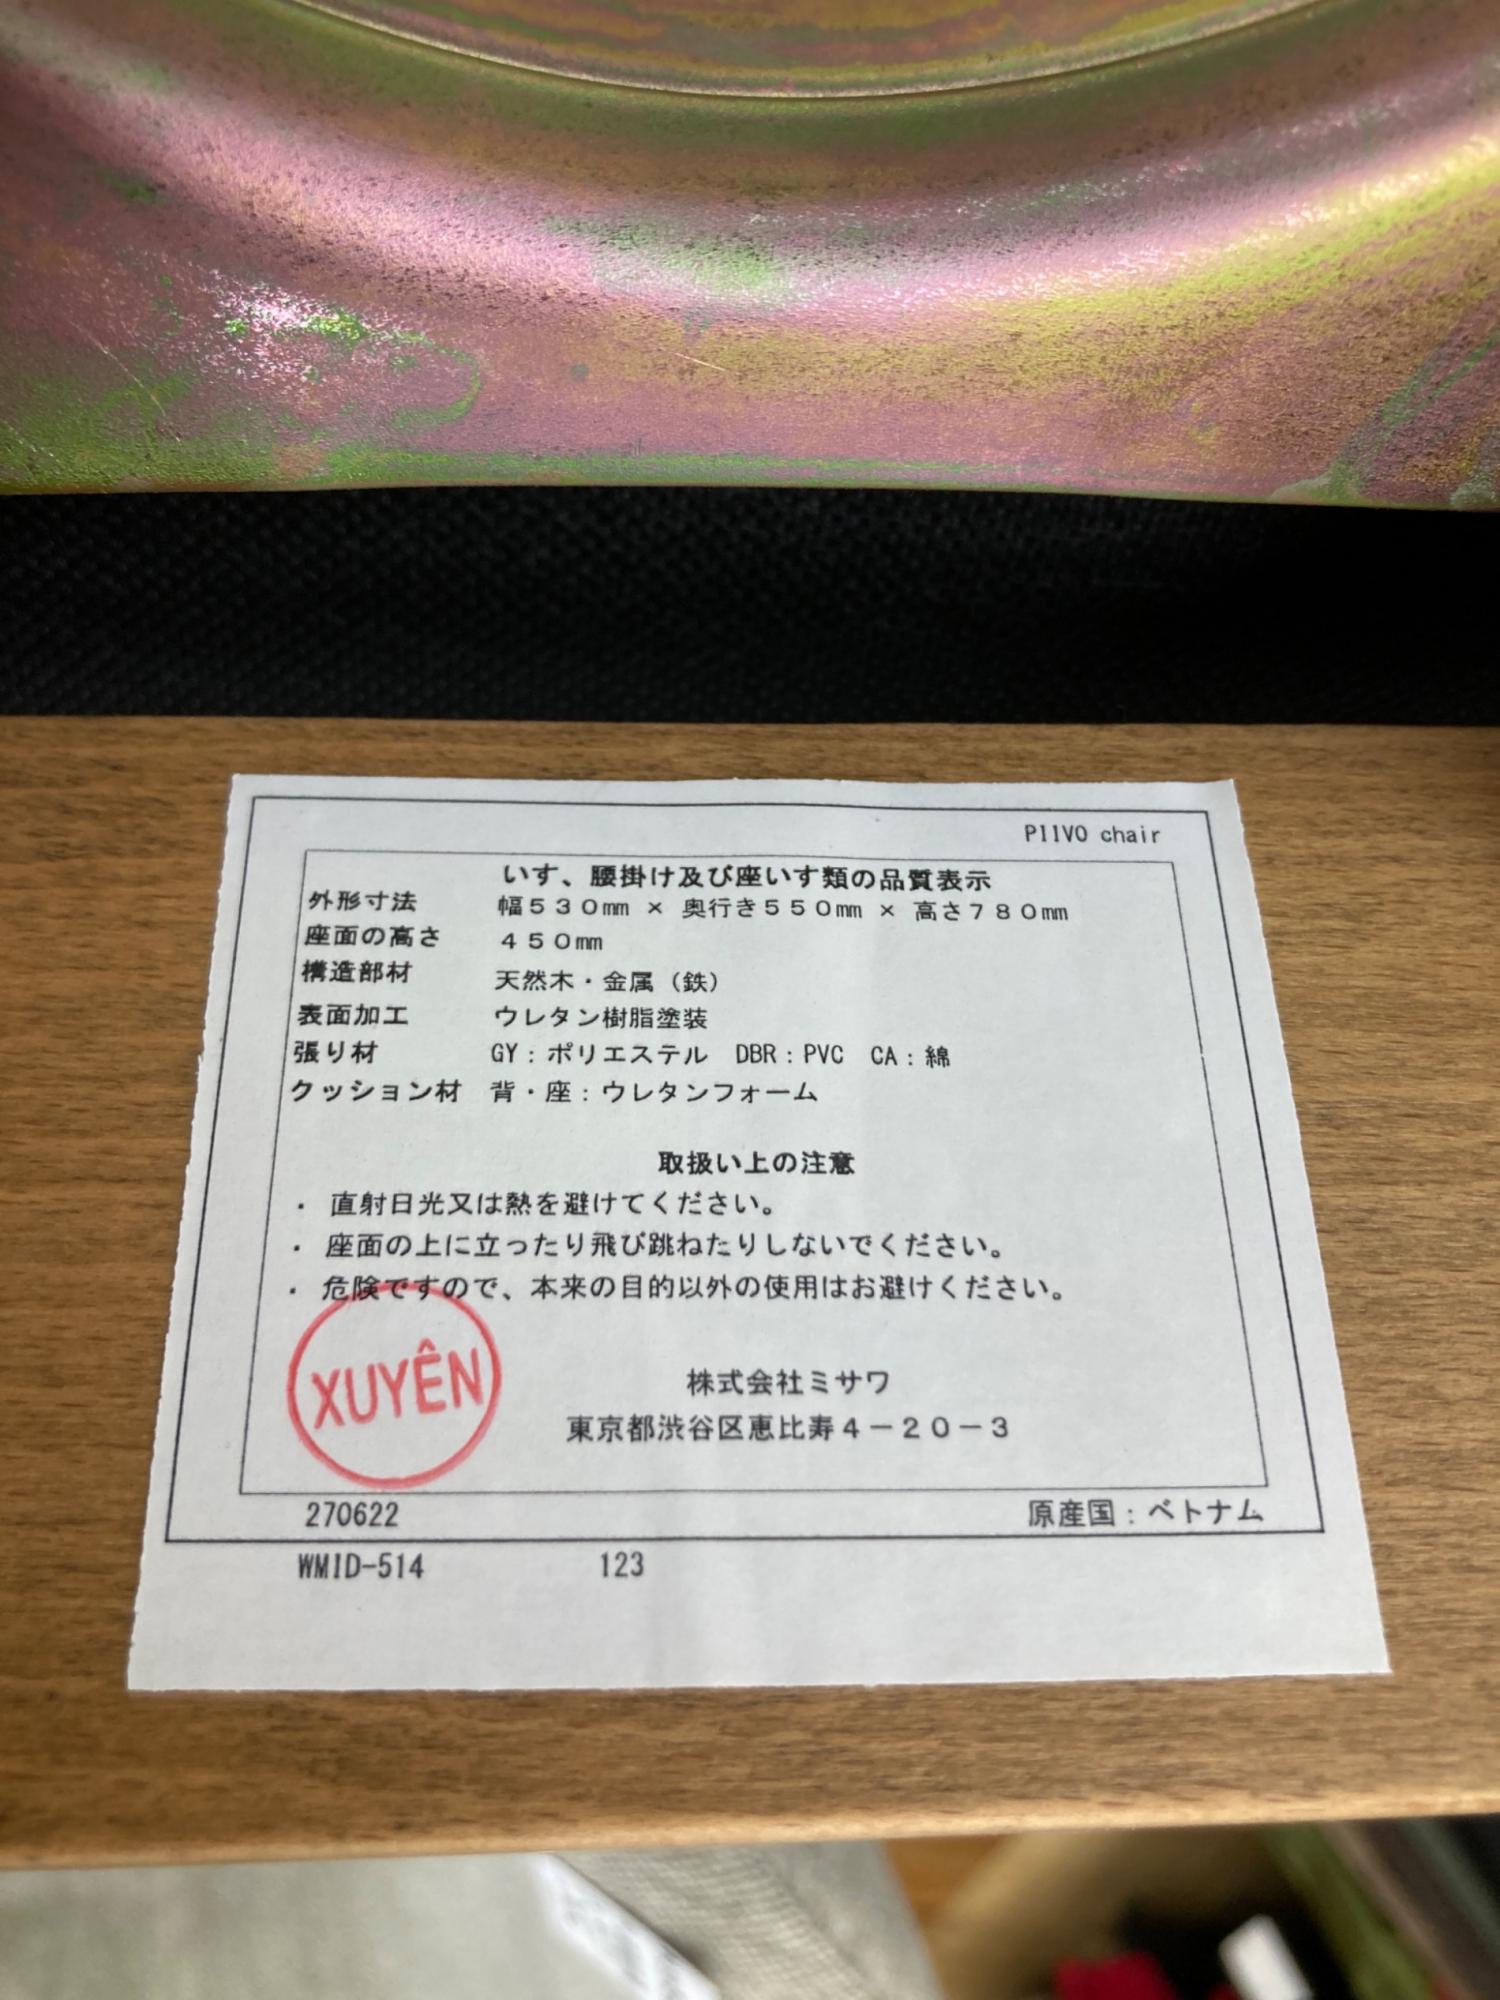 PIIVO chair
いす、腰掛け及び座いす類の品質表示
外形寸法 幅530㎜ × 奥行き550㎜ × 高さ780㎜
座面の高さ 450㎜
構造部材 天然木・金属（鉄）
表面加工 ウレタン樹脂塗装
張り材 GY：ポリエステル DBR：PVC CA：綿
クッション材 背・座：ウレタンフォーム
取扱い上の注意
・ 直射日光又は熱を避けてください。
・ 座面の上に立ったり飛び跳ねたりしないでください。
・ 危険ですので、本来の目的以外の使用はお避けください。
XUYÊN
株式会社ミサワ
東京都渋谷区恵比寿4－20－3
270622 原産国：ベトナム
WMID-514 123